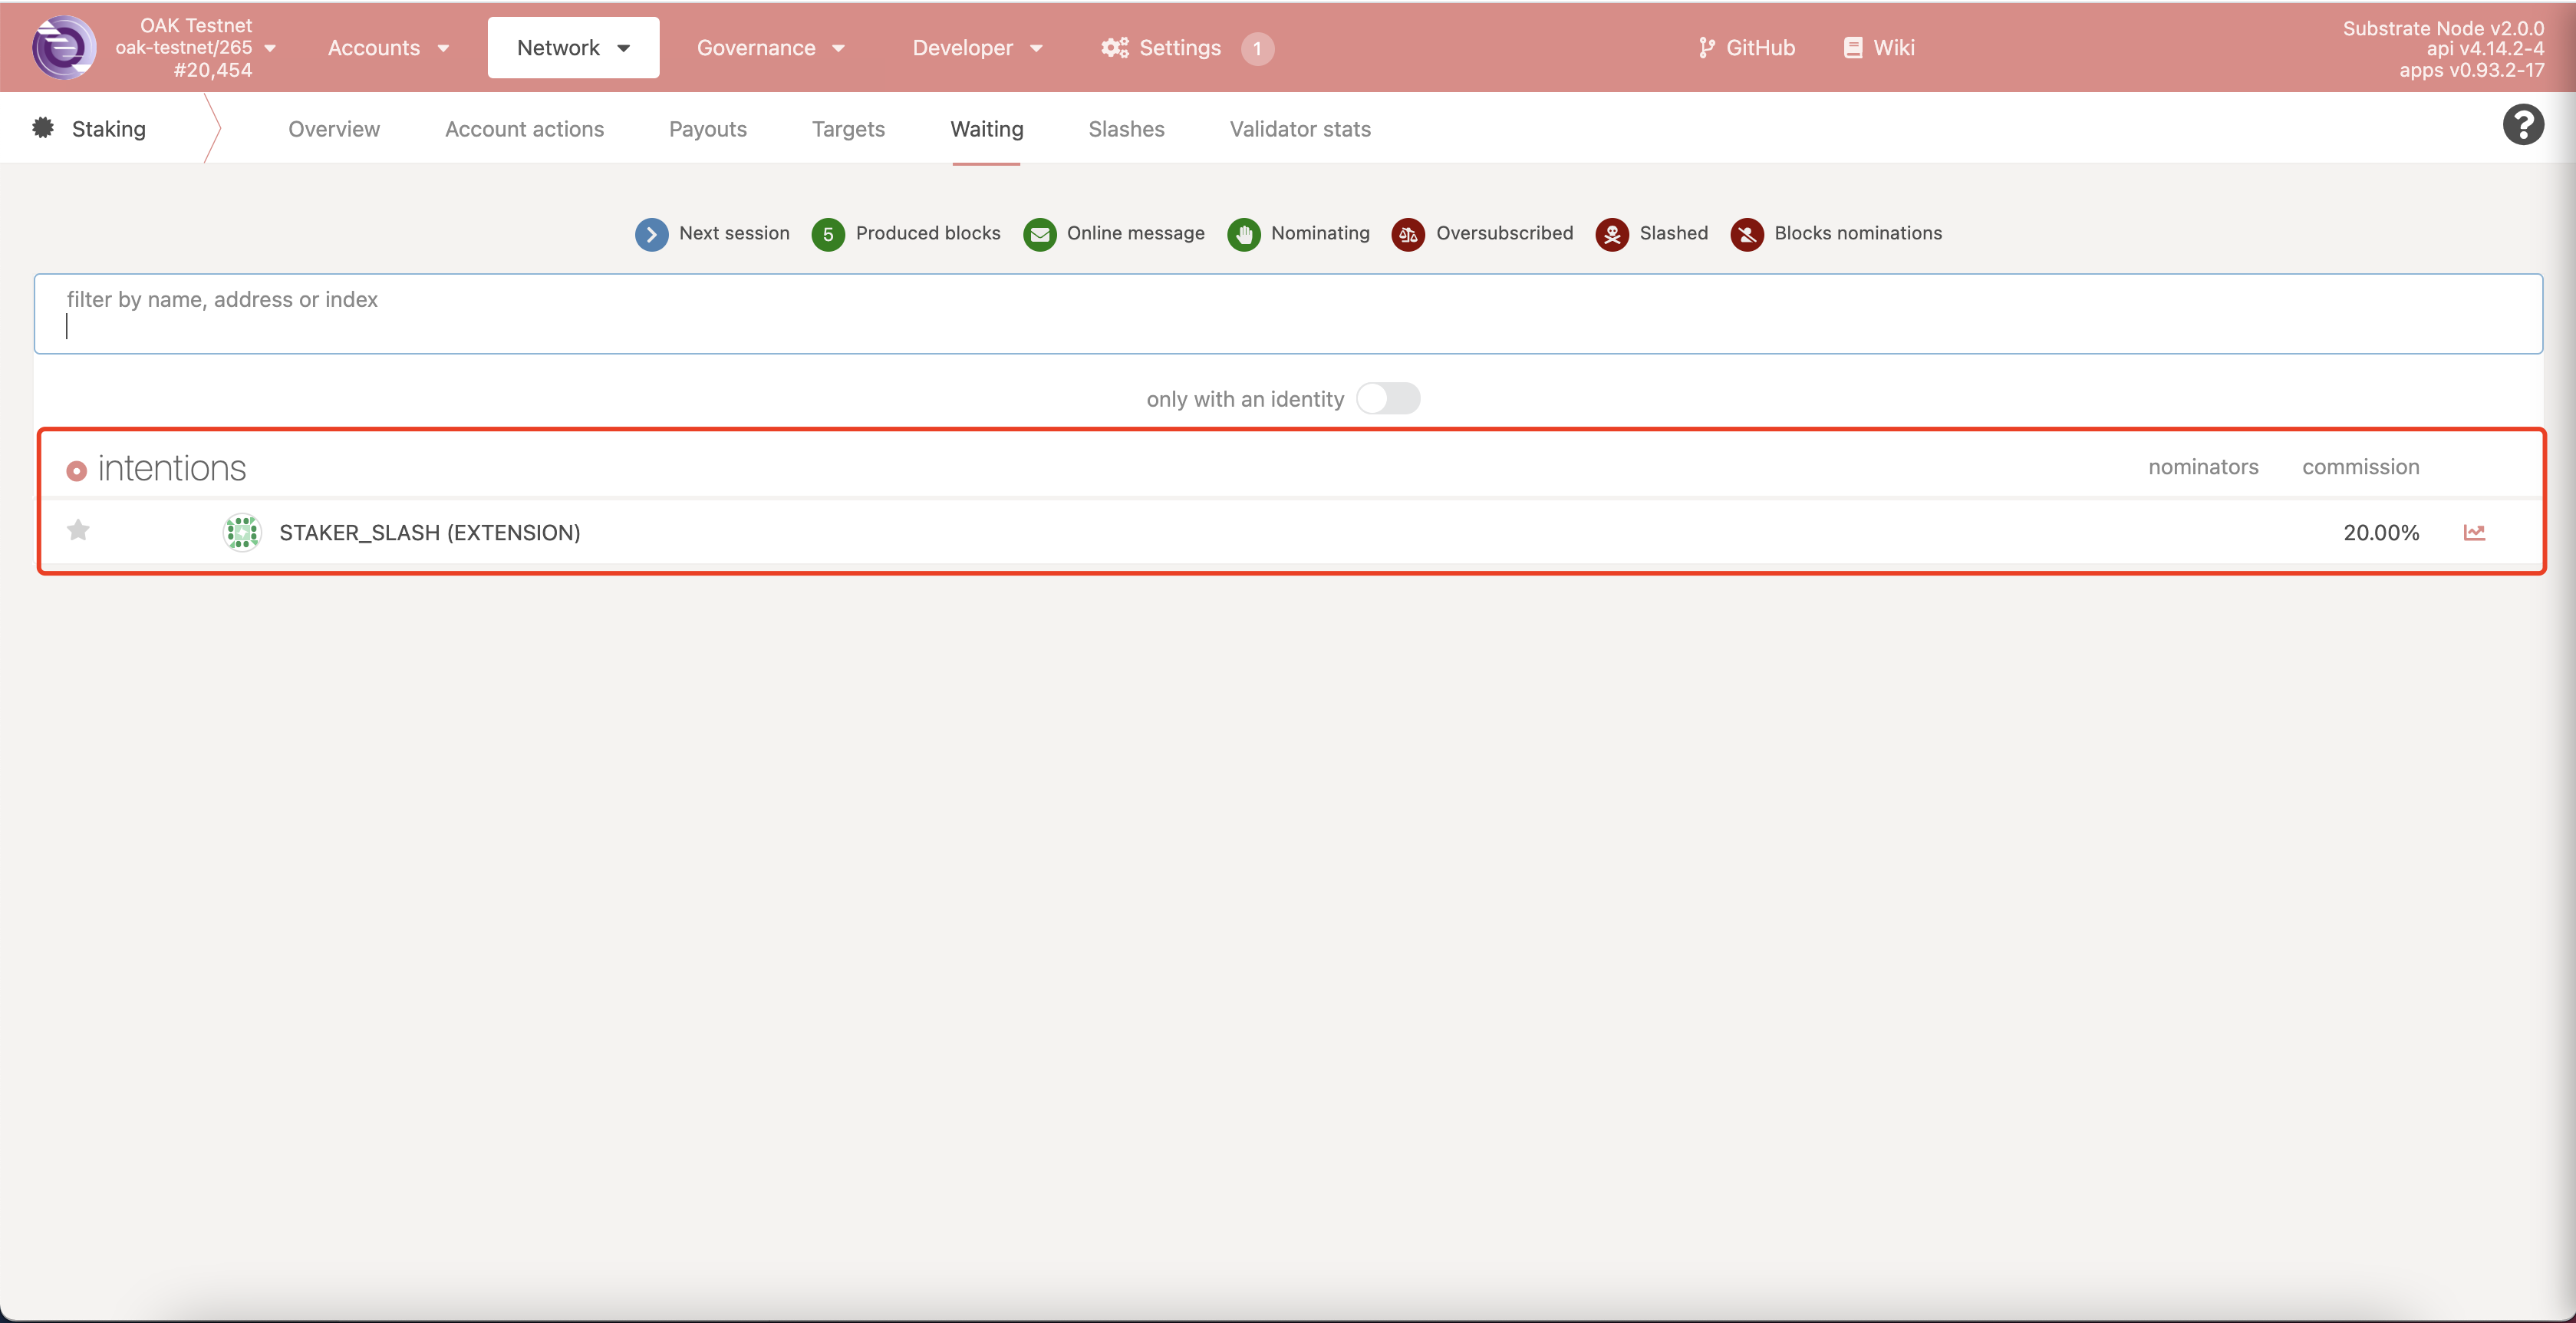 OAK Testnet
oak-testnet/265
#20,454
Accounts
Network
Governance
Developer
Settings
1
GitHub
Wiki
Substrate Node v2.0.0
api v4.14.2-4
apps v0.93.2-17
Staking
Overview
Account actions
Payouts
Targets
Waiting
Slashes
Validator stats
?
Next session
5
Produced blocks
Online message
Nominating
Oversubscribed
Slashed
Blocks nominations
filter by name, address or index
only with an identity
intentions
nominators
commission
STAKER_SLASH (EXTENSION)
20.00%